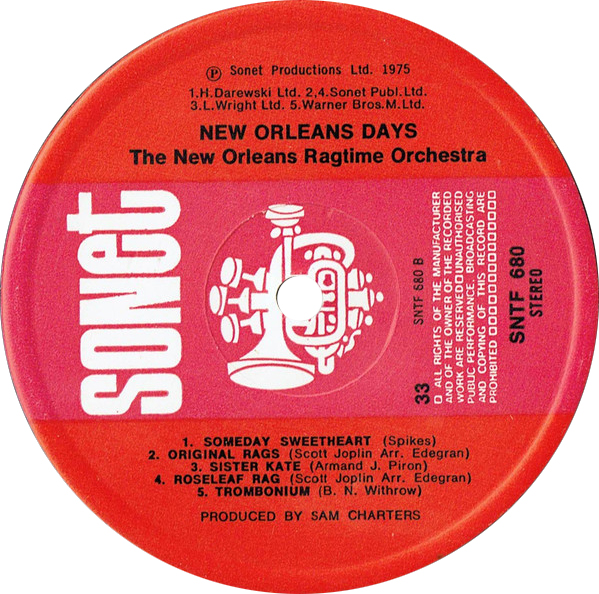 ℗ Sonet Productions Ltd. 1975
1.H.Darewski Ltd. 2,4.Sonet Publ.Ltd.
3.L.Wright Ltd. 5.Warner Bros.M.Ltd.
NEW ORLEANS DAYS
The New Orleans Ragtime Orchestra
sonet
SNTF 680 B
33
ALL RIGHTS OF THE MANUFACTURER
AND OF THE OWNER OF THE RECORDED
WORK ARE RESERVED UNAUTHORISED
PUBLIC PERFORMANCE, BROADCASTING
AND COPYING OF THIS RECORD ARE
PROHIBITED
SNTF 680
STEREO
1. SOMEDAY SWEETHEART (Spikes)
2. ORIGINAL RAGS (Scott Joplin Arr. Edegran)
3. SISTER KATE (Armand J. Piron)
4. ROSELEAF RAG (Scott Joplin Arr. Edegran)
5. TROMBONIUM (B. N. Withrow)
PRODUCED BY SAM CHARTERS